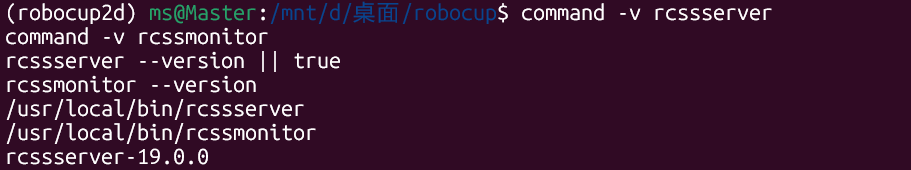 (robocup2d) ms@Master:/mnt/d/桌面/robocup$ command -v rcssserver
command -v rcssmonitor
rcssserver --version || true
rcssmonitor --version
/usr/local/bin/rcssserver
/usr/local/bin/rcssmonitor
rcssserver-19.0.0